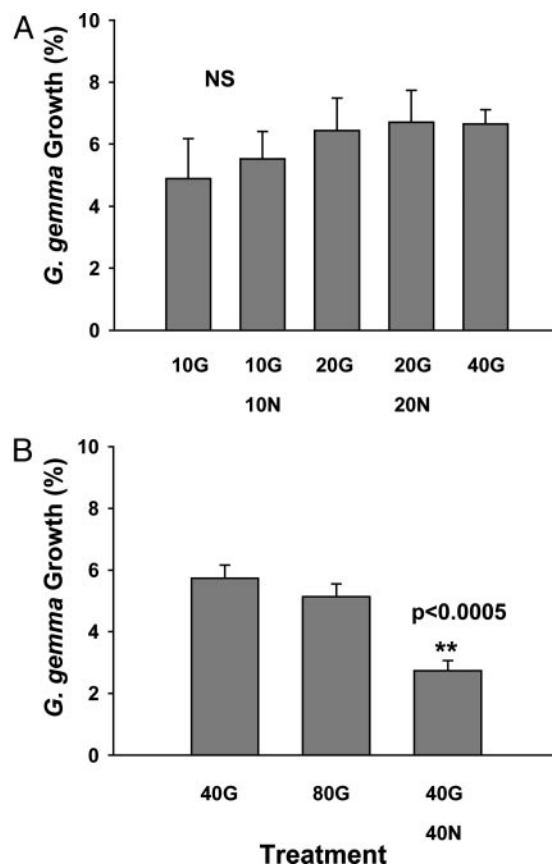 A
G. gemma Growth (%)
10
8
6
4
2
0
NS
10G 10G 20G 20G 40G
10N 20N
B
G. gemma Growth (%)
10
8
6
4
2
0
p<0.0005
**
40G 80G 40G
40N
Treatment